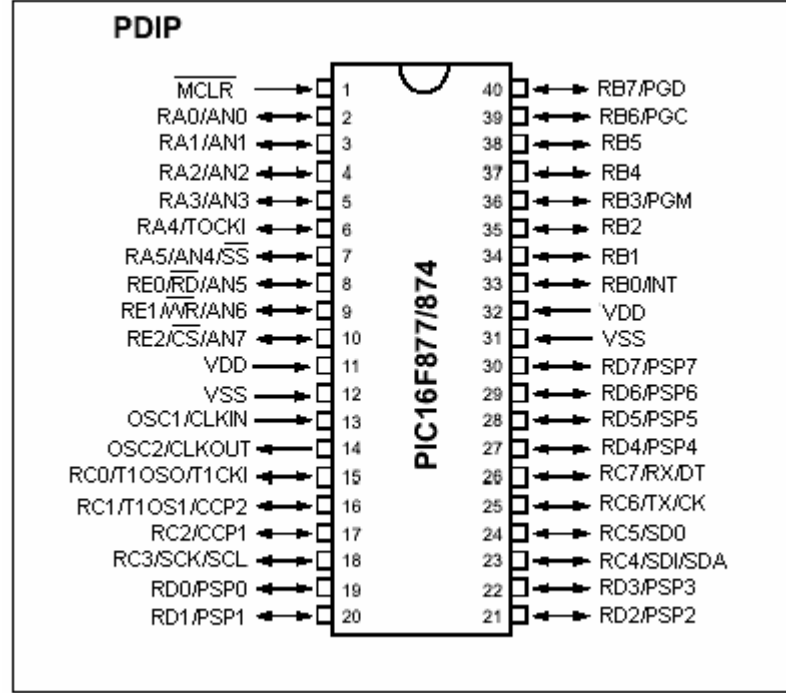 PDIP
MCLR 1 40 RB7/PGD
RA0/AN0 2 39 RB6/PGC
RA1/AN1 3 38 RB5
RA2/AN2 4 37 RB4
RA3/AN3 5 36 RB3/PGM
RA4/TOCKI 6 35 RB2
RA5/AN4/SS 7 34 RB1
RE0/RD/AN5 8 33 RB0/INT
RE1/WR/AN6 9 32 VDD
RE2/CS/AN7 10 31 VSS
VDD 11 30 RD7/PSP7
VSS 12 29 RD6/PSP6
OSC1/CLKIN 13 28 RD5/PSP5
OSC2/CLKOUT 14 27 RD4/PSP4
RC0/T1OSO/T1CKI 15 26 RC7/RX/DT
RC1/T1OS1/CCP2 16 25 RC6/TX/CK
RC2/CCP1 17 24 RC5/SD0
RC3/SCK/SCL 18 23 RC4/SDI/SDA
RD0/PSP0 19 22 RD3/PSP3
RD1/PSP1 20 21 RD2/PSP2
PIC16F877/874